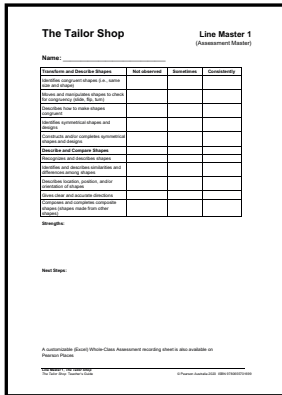 The Tailor Shop
Line Master 1
(Assessment Master)
Name:
Transform and Describe Shapes Not observed Sometimes Consistently
Identifies congruent shapes (i.e., same
size and shape)
Moves and manipulates shapes to check
for congruency (slide, flip, turn)
Describes how to make shapes
congruent
Identifies symmetrical shapes and
designs
Constructs and/or completes symmetrical
shapes and designs
Describe and Compare Shapes
Recognizes and describes shapes
Identifies and describes similarities and
differences among shapes
Describes location, position, and/or
orientation of shapes
Gives clear and accurate directions
Composes and completes composite
shapes (shapes made from other
shapes)
Strengths:
Next Steps:
A customizable (Excel) Whole-Class Assessment recording sheet is also available on
Pearson Places
Line Master 1, The Tailor Shop
The Tailor Shop Teacher's Guide © Pearson Australia 2020